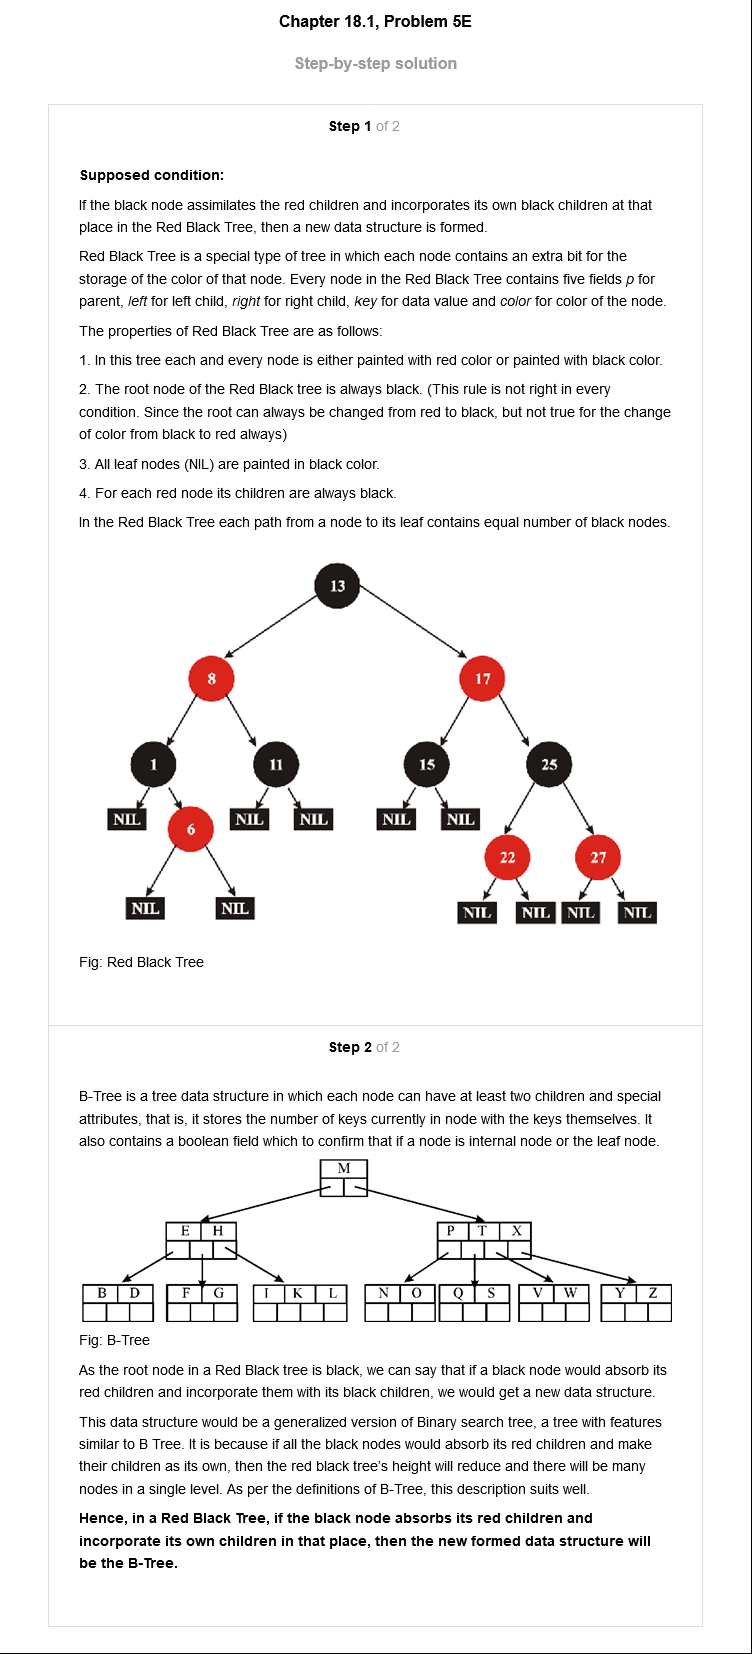 Chapter 18.1, Problem 5E
Step-by-step solution
Step 1 of 2
Supposed condition:
If the black node assimilates the red children and incorporates its own black children at that
place in the Red Black Tree, then a new data structure is formed.
Red Black Tree is a special type of tree in which each node contains an extra bit for the
storage of the color of that node. Every node in the Red Black Tree contains five fields p for
parent, left for left child, right for right child, key for data value and color for color of the node.
The properties of Red Black Tree are as follows:
1. In this tree each and every node is either painted with red color or painted with black color.
2. The root node of the Red Black tree is always black. (This rule is not right in every
condition. Since the root can always be changed from red to black, but not true for the change
of color from black to red always)
3. All leaf nodes (NIL) are painted in black color.
4. For each red node its children are always black.
In the Red Black Tree each path from a node to its leaf contains equal number of black nodes.
13
8 17
1 11 15 25
NIL 6 NIL NIL NIL NIL
22 27
NIL NIL NIL NIL NIL NIL
Fig: Red Black Tree
Step 2 of 2
B-Tree is a tree data structure in which each node can have at least two children and special
attributes, that is, it stores the number of keys currently in node with the keys themselves. It
also contains a boolean field which to confirm that if a node is internal node or the leaf node.
M
E H P T X
B D F G I K L N O Q S V W Y Z
Fig: B-Tree
As the root node in a Red Black tree is black, we can say that if a black node would absorb its
red children and incorporate them with its black children, we would get a new data structure.
This data structure would be a generalized version of Binary search tree, a tree with features
similar to B Tree. It is because if all the black nodes would absorb its red children and make
their children as its own, then the red black tree's height will reduce and there will be many
nodes in a single level. As per the definitions of B-Tree, this description suits well.
Hence, in a Red Black Tree, if the black node absorbs its red children and
incorporate its own children in that place, then the new formed data structure will
be the B-Tree.